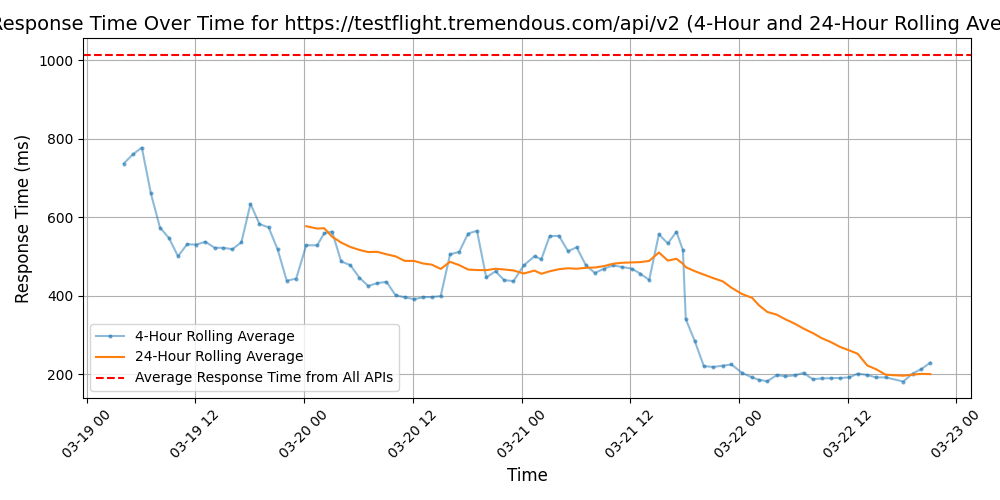 Response Time Over Time for https://testflight.tremendous.com/api/v2 (4-Hour and 24-Hour Rolling Ave
Response Time (ms)
1000
800
600
400
200
4-Hour Rolling Average
24-Hour Rolling Average
Average Response Time from All APIs
03-19 00
03-19 12
03-20 00
03-20 12
03-21 00
03-21 12
03-22 00
03-22 12
03-23 00
Time